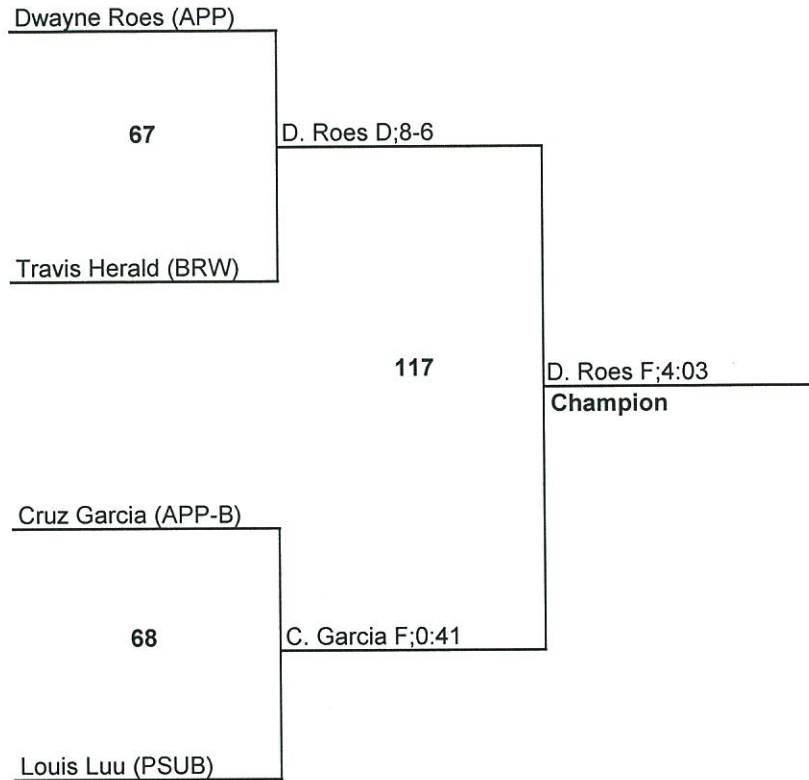 Dwayne Roes (APP)
67
D. Roes D;8-6
Travis Herald (BRW)
117
D. Roes F;4:03
Champion
Cruz Garcia (APP-B)
68
C. Garcia F;0:41
Louis Luu (PSUB)